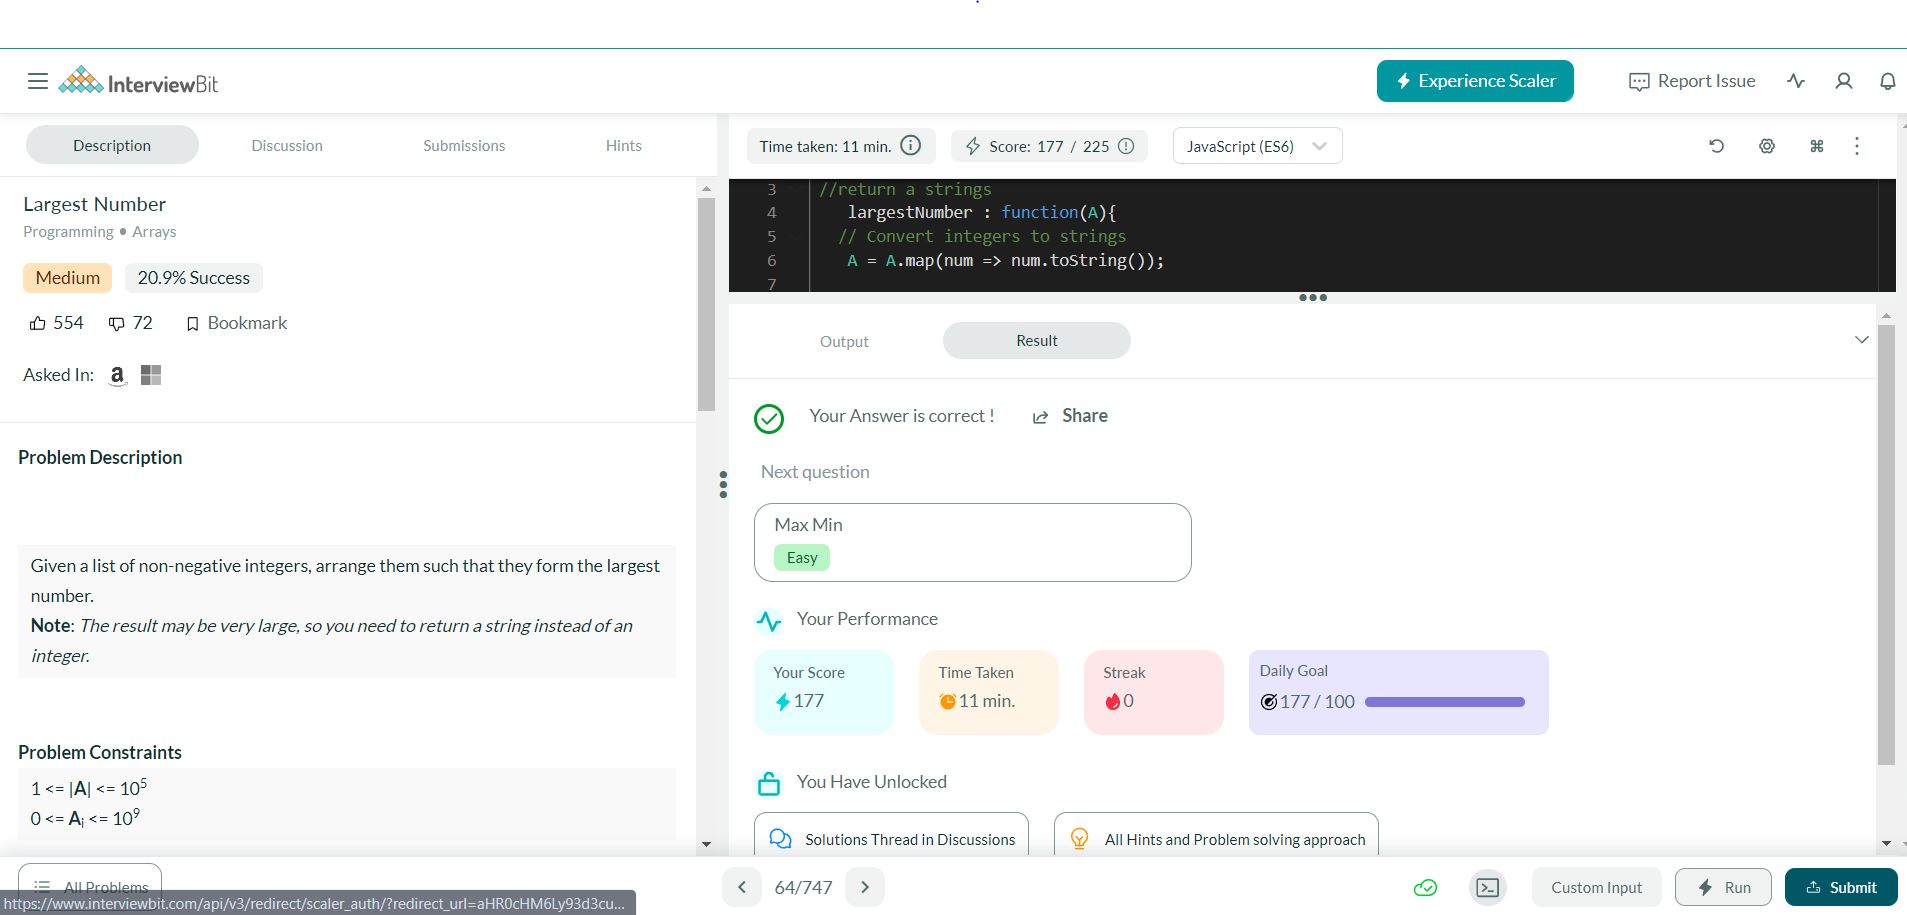 InterviewBit
Experience Scaler
Report Issue
Description
Discussion
Submissions
Hints
Time taken: 11 min.
Score: 177 / 225
JavaScript (ES6)
Largest Number
Programming • Arrays
Medium
20.9% Success
554
72
Bookmark
Asked In:
Problem Description
Given a list of non-negative integers, arrange them such that they form the largest
number.
Note: The result may be very large, so you need to return a string instead of an
integer.
Problem Constraints
1 <= |A| <= 10⁵
0 <= Aᵢ <= 10⁹
3 //return a strings
4 largestNumber : function(A){
5 // Convert integers to strings
6 A = A.map(num => num.toString());
7
Output
Result
Your Answer is correct !
Share
Next question
Max Min
Easy
Your Performance
Your Score
177
Time Taken
11 min.
Streak
0
Daily Goal
177 / 100
You Have Unlocked
Solutions Thread in Discussions
All Hints and Problem solving approach
All Problems
https://www.interviewbit.com/api/v3/redirect/scaler_auth/?redirect_url=aHR0cHM6Ly93d3cu...
64/747
Custom Input
Run
Submit